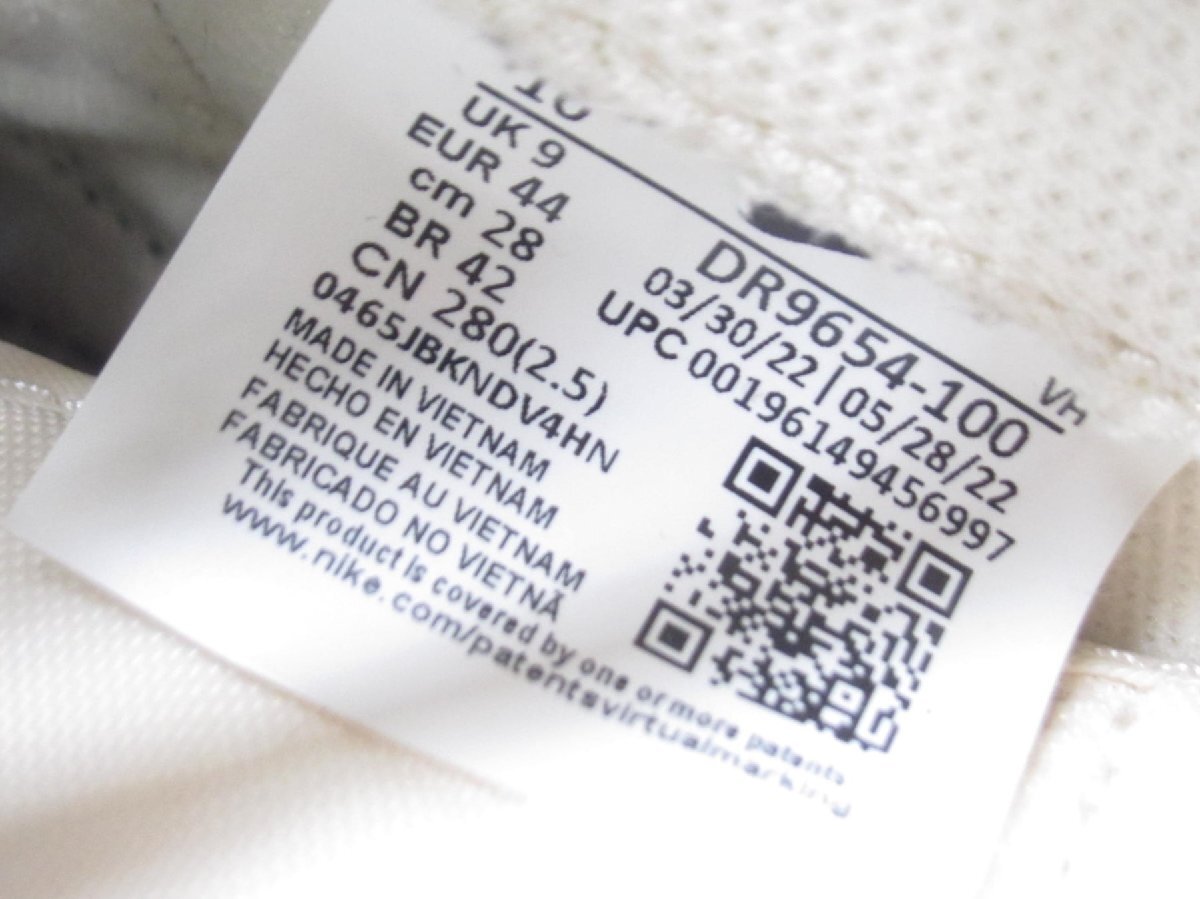 10
UK 9
EUR 44
cm 28
BR 42
CN 280(2.5)
0465JBKNDV4HN
MADE IN VIETNAM
HECHO EN VIETNAM
FABRIQUE AU VIETNAM
FABRICADO NO VIETNÃ
This product is covered by one or more patents
www.nike.com/patentsvirtualmarking
Vh
DR9654-100
03/30/22 | 05/28/22
UPC 00196149456997